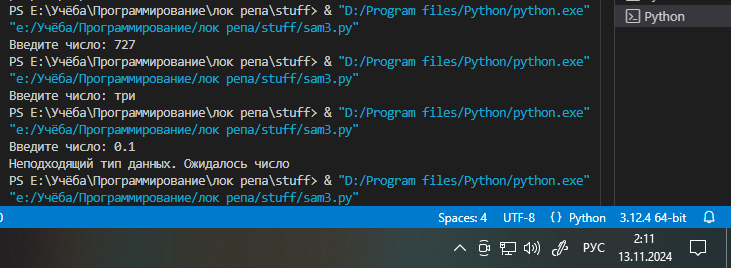 PS E:\Учёба\Программирование\лок репа\stuff> & "D:/Program files/Python/python.exe"
"e:/Учёба/Программирование/лок репа/stuff/sam3.py"
Введите число: 727
PS E:\Учёба\Программирование\лок репа\stuff> & "D:/Program files/Python/python.exe"
"e:/Учёба/Программирование/лок репа/stuff/sam3.py"
Введите число: три
PS E:\Учёба\Программирование\лок репа\stuff> & "D:/Program files/Python/python.exe"
"e:/Учёба/Программирование/лок репа/stuff/sam3.py"
Введите число: 0.1
Неподходящий тип данных. Ожидалось число
PS E:\Учёба\Программирование\лок репа\stuff> & "D:/Program files/Python/python.exe"
"e:/Учёба/Программирование/лок репа/stuff/sam3.py"
Python
Spaces: 4 UTF-8 {} Python 3.12.4 64-bit
РУС
2:11
13.11.2024